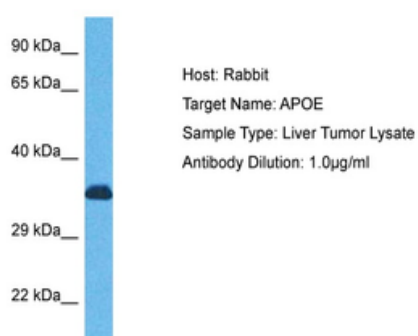 90 kDa
65 kDa
40 kDa
29 kDa
22 kDa
Host: Rabbit
Target Name: APOE
Sample Type: Liver Tumor Lysate
Antibody Dilution: 1.0µg/ml